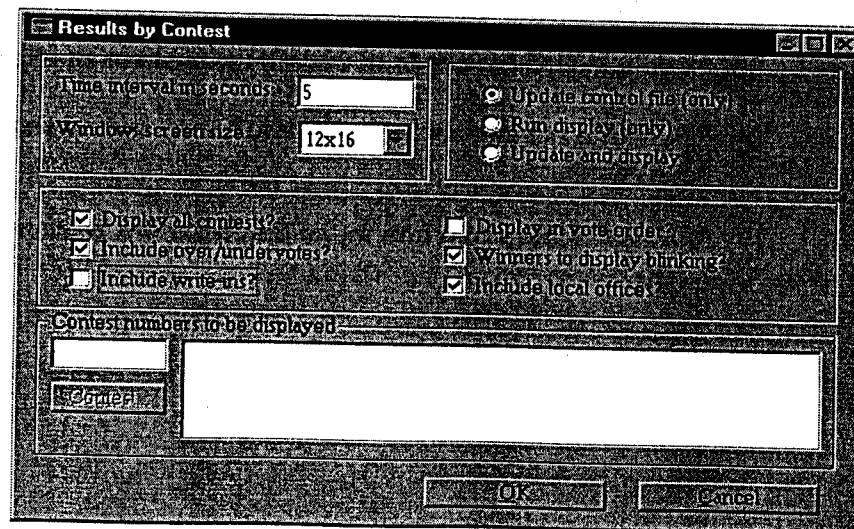 Results by Contest
Time interval in seconds 5
Windows screen size 12x16
Update control file (only)
Run display (only)
Update and display
Display all contests?
Include over/undervotes?
Include write-ins?
Display in vote order?
Winners to display blinking?
Include local offices?
Contest numbers to be displayed
Contest
OK
Cancel